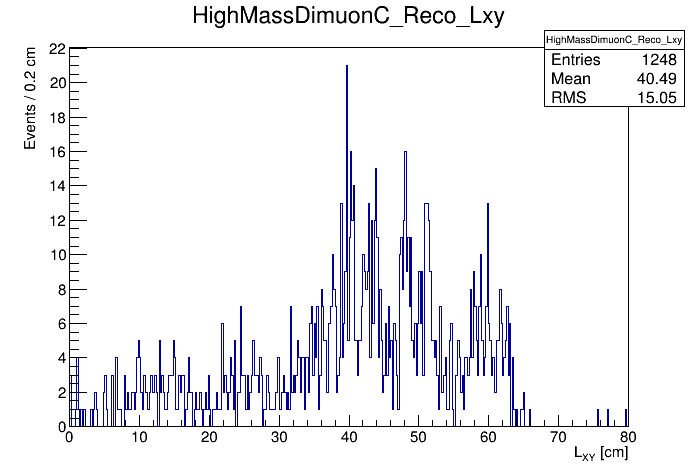 HighMassDimuonC_Reco_Lxy
HighMassDimuonC_Reco_Lxy
Entries 1248
Mean 40.49
RMS 15.05
Events / 0.2 cm
22
20
18
16
14
12
10
8
6
4
2
0
0 10 20 30 40 50 60 70 80
L_XY [cm]